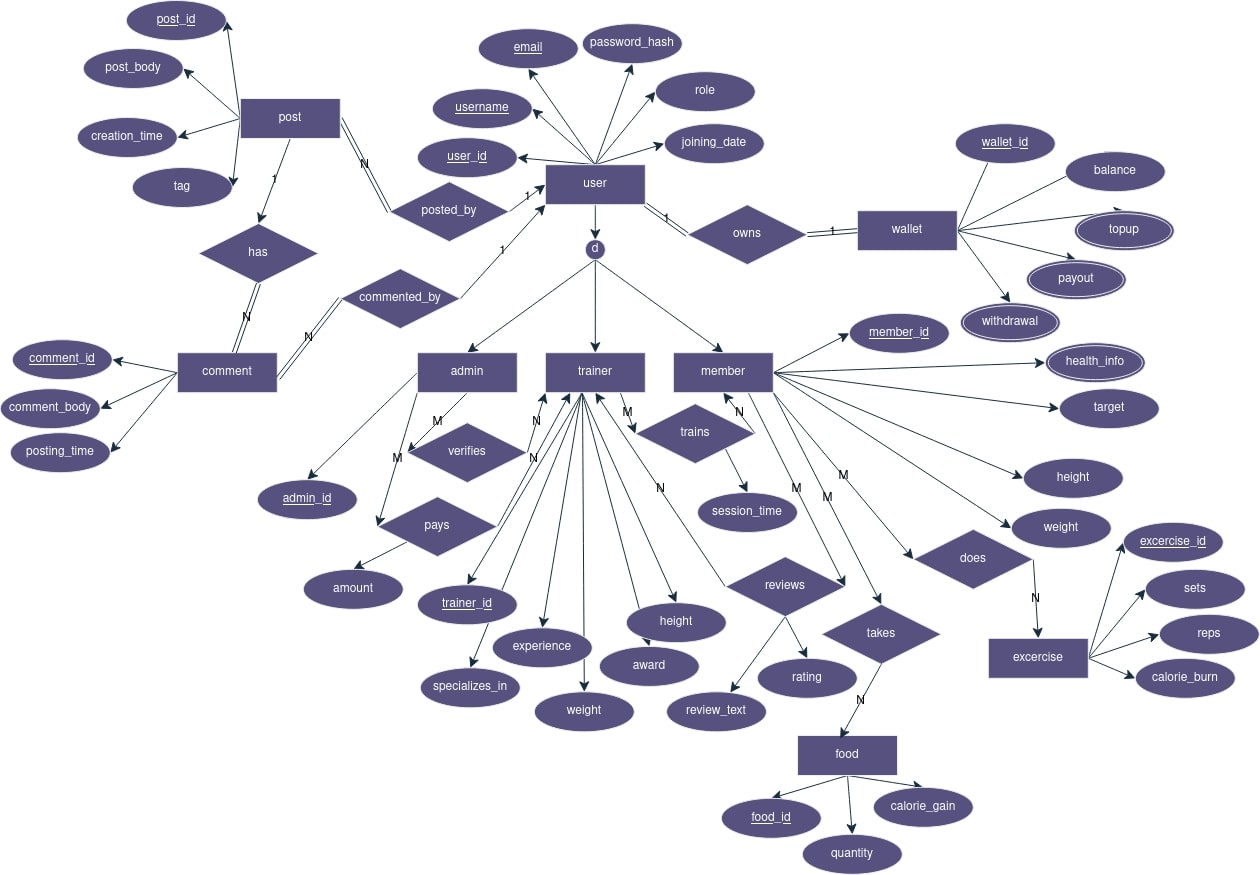 post_id
post_body
creation_time
tag
post
email
password_hash
username
role
user_id
joining_date
user
wallet_id
balance
topup
payout
withdrawal
wallet
N
posted_by
1
1
has
1
owns
1
d
commented_by
1
N
N
comment_id
comment_body
posting_time
comment
admin
trainer
member
member_id
health_info
target
height
weight
M
verifies
N
M
trains
N
M
pays
N
admin_id
amount
session_time
N
M
M
M
does
N
excercise_id
sets
reps
calorie_burn
excercise
trainer_id
experience
specializes_in
weight
height
award
reviews
rating
review_text
takes
N
food
food_id
calorie_gain
quantity